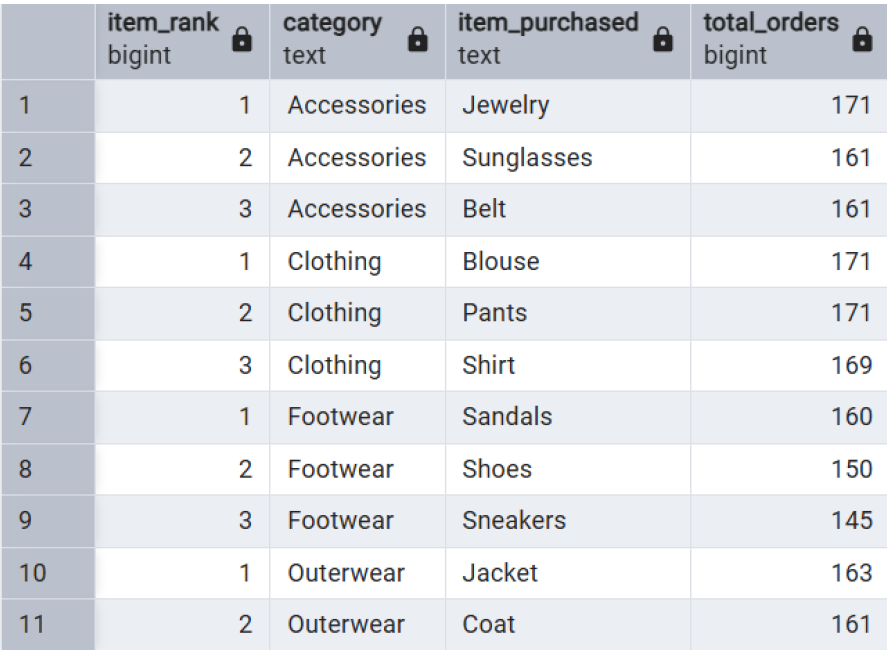 item_rank category item_purchased total_orders
bigint text text bigint
1 1 Accessories Jewelry 171
2 2 Accessories Sunglasses 161
3 3 Accessories Belt 161
4 1 Clothing Blouse 171
5 2 Clothing Pants 171
6 3 Clothing Shirt 169
7 1 Footwear Sandals 160
8 2 Footwear Shoes 150
9 3 Footwear Sneakers 145
10 1 Outerwear Jacket 163
11 2 Outerwear Coat 161